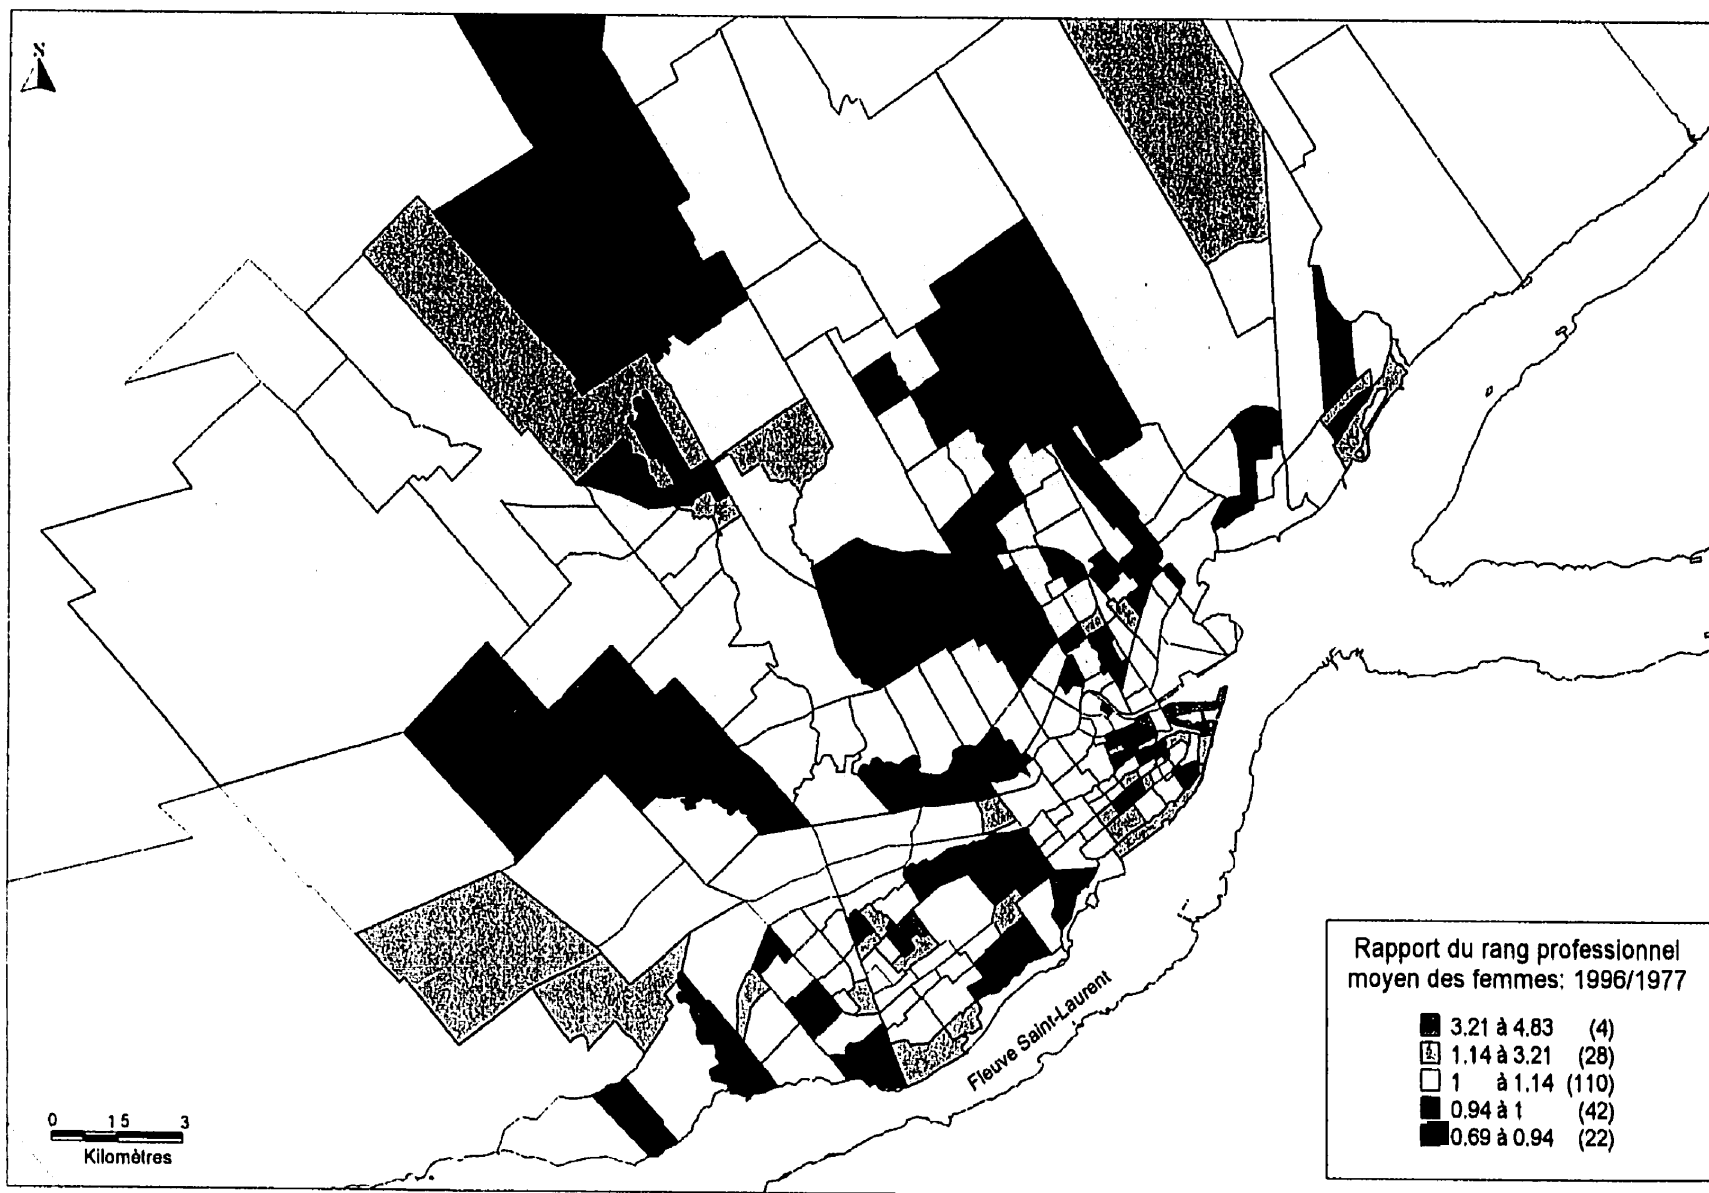 N
Fleuve Saint-Laurent
Rapport du rang professionnel
moyen des femmes: 1996/1977
3.21 à 4.83 (4)
1.14 à 3.21 (28)
1 à 1.14 (110)
0.94 à 1 (42)
0.69 à 0.94 (22)
0 1 5 3
Kilomètres